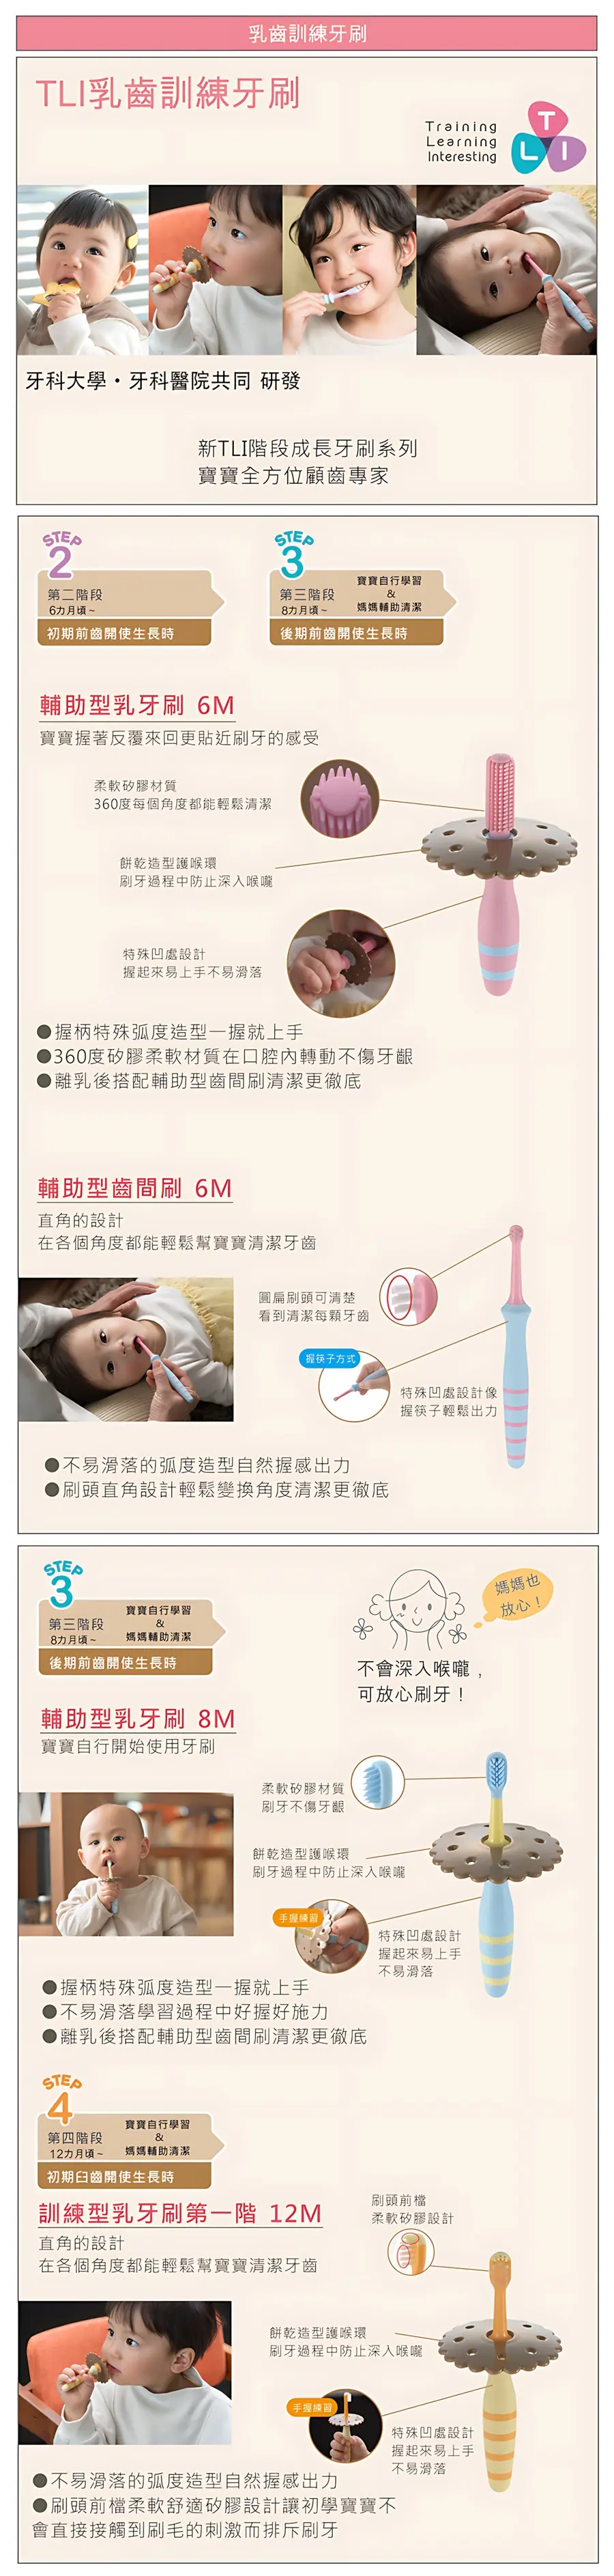 乳齒訓練牙刷
TLI乳齒訓練牙刷
Training
Learning
Interesting
T
L I
牙科大學・牙科醫院共同 研發
新TLI階段成長牙刷系列
寶寶全方位顧齒專家
STEP
2
第二階段
6カ月頃~
初期前齒開使生長時
STEP
3
第三階段
8カ月頃~
寶寶自行學習
&
媽媽輔助清潔
後期前齒開使生長時
輔助型乳牙刷 6M
寶寶握著反覆來回更貼近刷牙的感受
柔軟矽膠材質
360度每個角度都能輕鬆清潔
餅乾造型護喉環
刷牙過程中防止深入喉嚨
特殊凹處設計
握起來易上手不易滑落
●握柄特殊弧度造型一握就上手
●360度矽膠柔軟材質在口腔內轉動不傷牙齦
●離乳後搭配輔助型齒間刷清潔更徹底
輔助型齒間刷 6M
直角的設計
在各個角度都能輕鬆幫寶寶清潔牙齒
圓扁刷頭可清楚
看到清潔每顆牙齒
握筷子方式
特殊凹處設計像
握筷子輕鬆出力
●不易滑落的弧度造型自然握感出力
●刷頭直角設計輕鬆變換角度清潔更徹底
STEP
3
第三階段
8カ月頃~
寶寶自行學習
&
媽媽輔助清潔
後期前齒開使生長時
媽媽也
放心！
不會深入喉嚨，
可放心刷牙！
輔助型乳牙刷 8M
寶寶自行開始使用牙刷
柔軟矽膠材質
刷牙不傷牙齦
餅乾造型護喉環
刷牙過程中防止深入喉嚨
手握練習
特殊凹處設計
握起來易上手
不易滑落
●握柄特殊弧度造型一握就上手
●不易滑落學習過程中好握好施力
●離乳後搭配輔助型齒間刷清潔更徹底
STEP
4
第四階段
12カ月頃~
寶寶自行學習
&
媽媽輔助清潔
初期臼齒開使生長時
訓練型乳牙刷第一階 12M
直角的設計
在各個角度都能輕鬆幫寶寶清潔牙齒
刷頭前檔
柔軟矽膠設計
餅乾造型護喉環
刷牙過程中防止深入喉嚨
手握練習
特殊凹處設計
握起來易上手
不易滑落
●不易滑落的弧度造型自然握感出力
●刷頭前檔柔軟舒適矽膠設計讓初學寶寶不
會直接接觸到刷毛的刺激而排斥刷牙